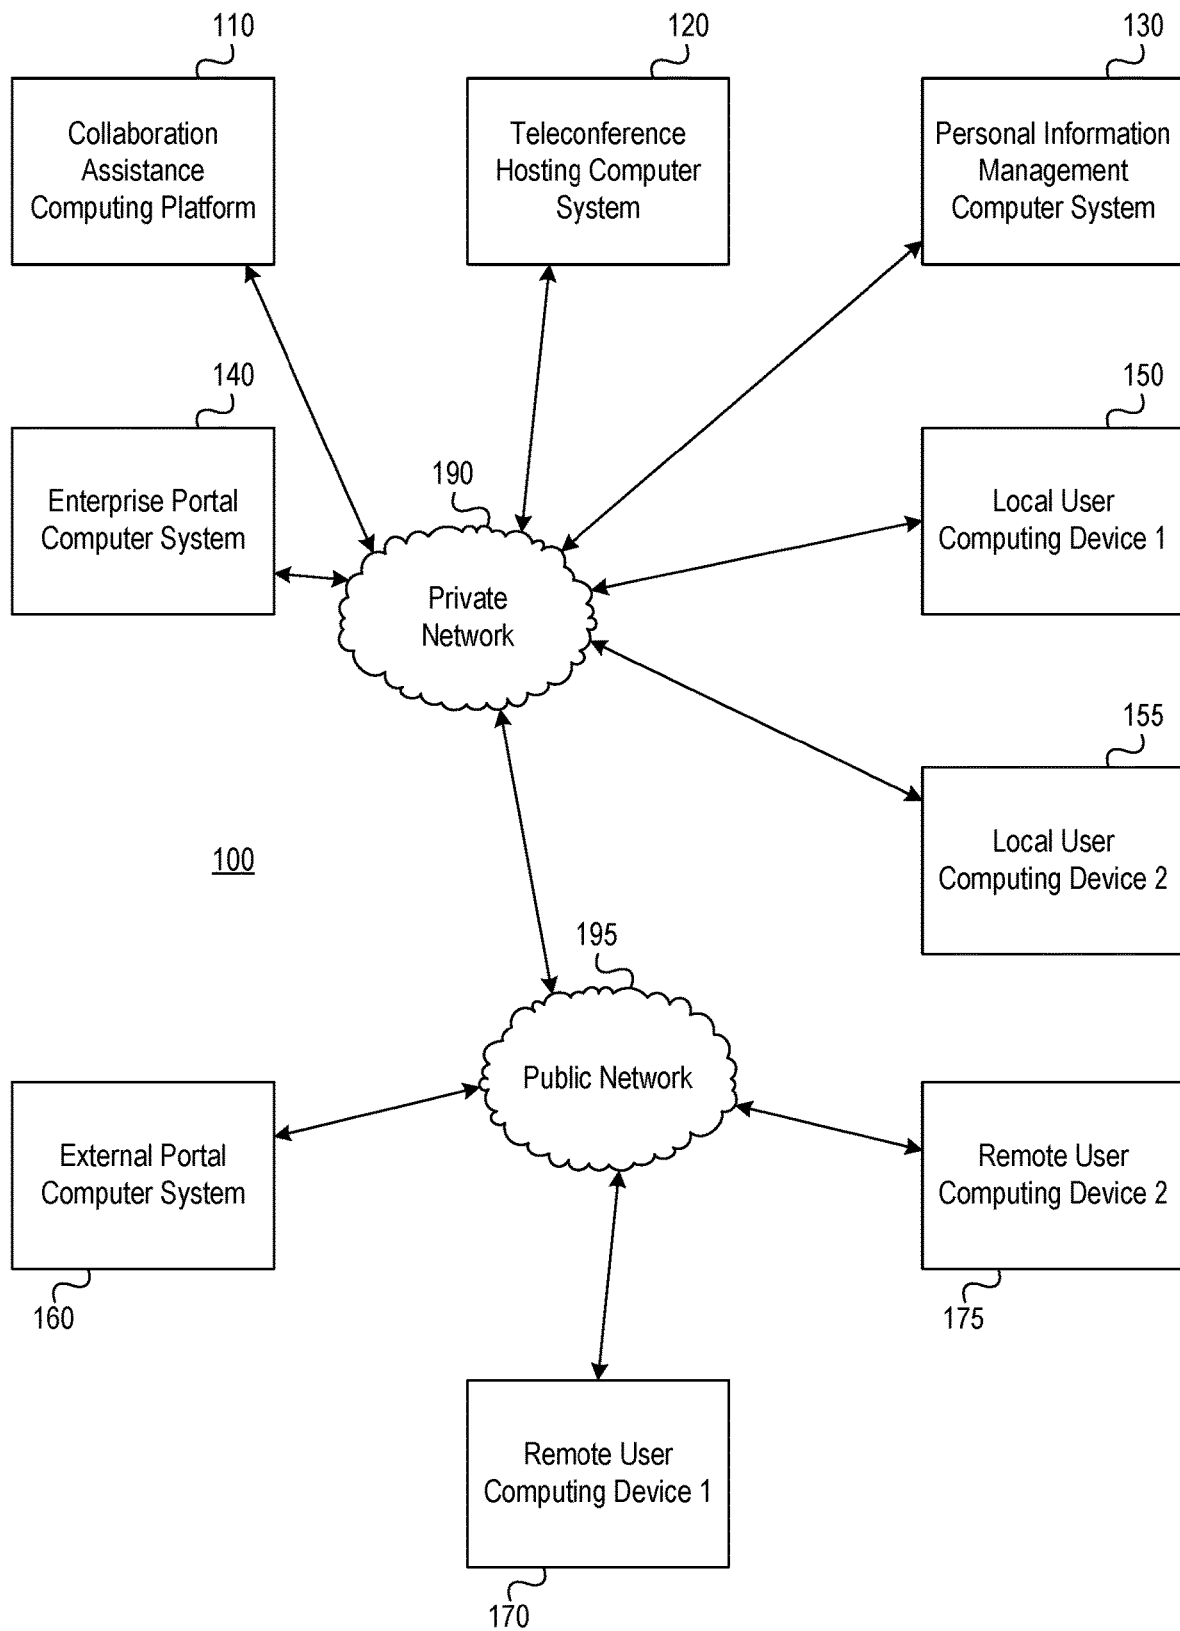 110
Collaboration
Assistance
Computing Platform
120
Teleconference
Hosting Computer
System
130
Personal Information
Management
Computer System
140
Enterprise Portal
Computer System
190
Private
Network
150
Local User
Computing Device 1
155
Local User
Computing Device 2
100
195
Public Network
External Portal
Computer System
160
Remote User
Computing Device 2
175
Remote User
Computing Device 1
170